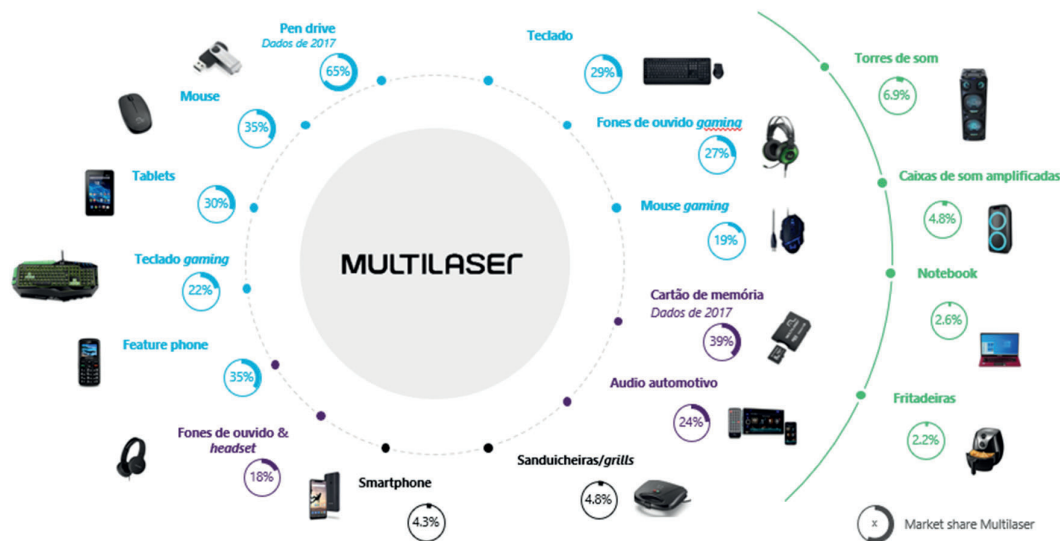 Pen drive
Dados de 2017
65%
Mouse
35%
Tablets
30%
Teclado gaming
22%
Feature phone
35%
Fones de ouvido &
headset
18%
Smartphone
4.3%
Teclado
29%
Fones de ouvido gaming
27%
Mouse gaming
19%
Cartão de memória
Dados de 2017
39%
Audio automotivo
24%
Sanduicheiras/grills
4.8%
MULTILASER
Torres de som
6.9%
Caixas de som amplificadas
4.8%
Notebook
2.6%
Fritadeiras
2.2%
x Market share Multilaser